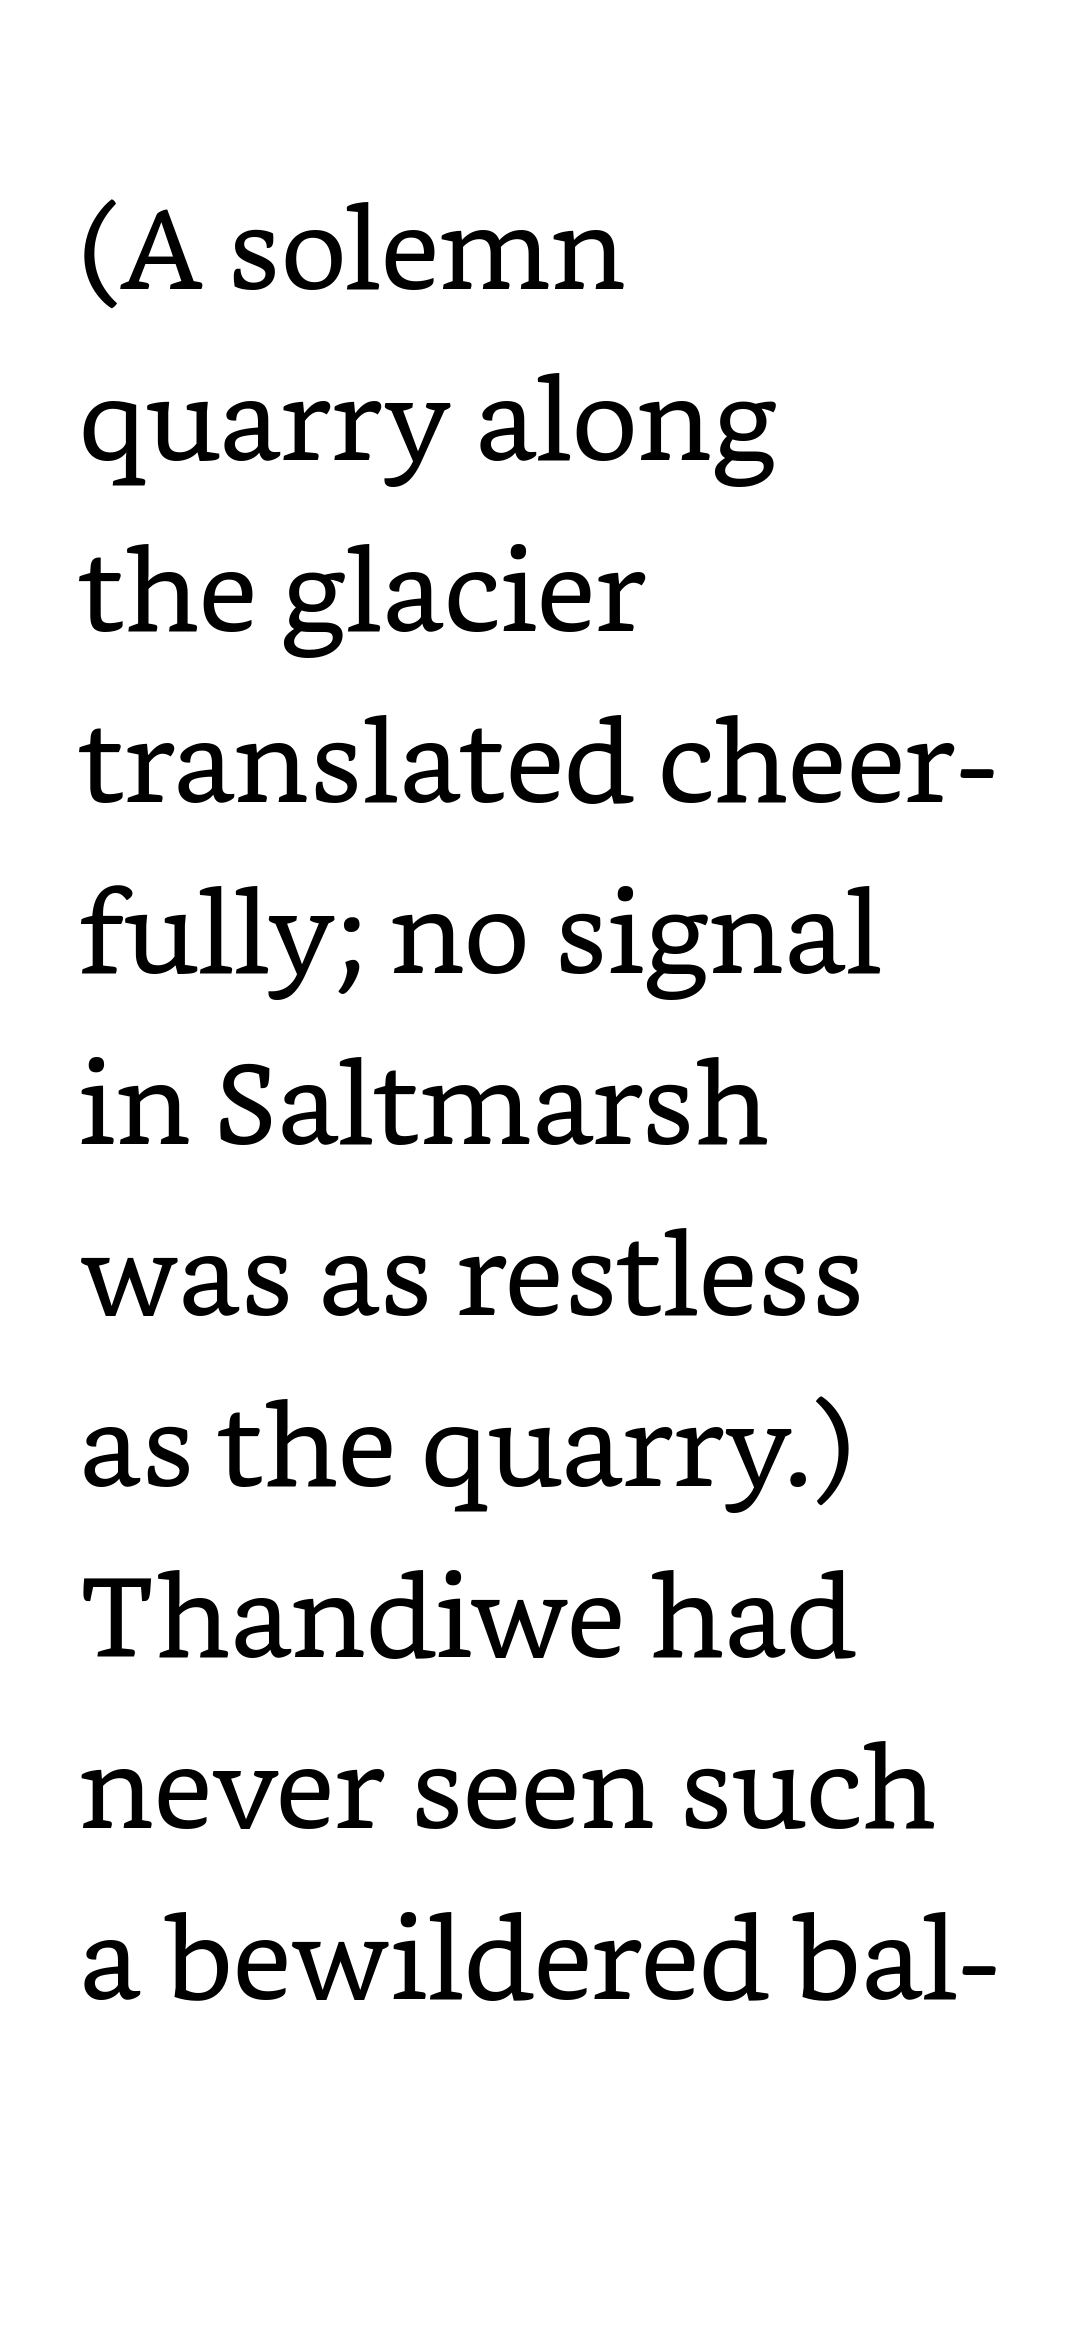 (A solemn
quarry along
the glacier
translated cheer-
fully; no signal
in Saltmarsh
was as restless
as the quarry.)
Thandiwe had
never seen such
a bewildered bal-